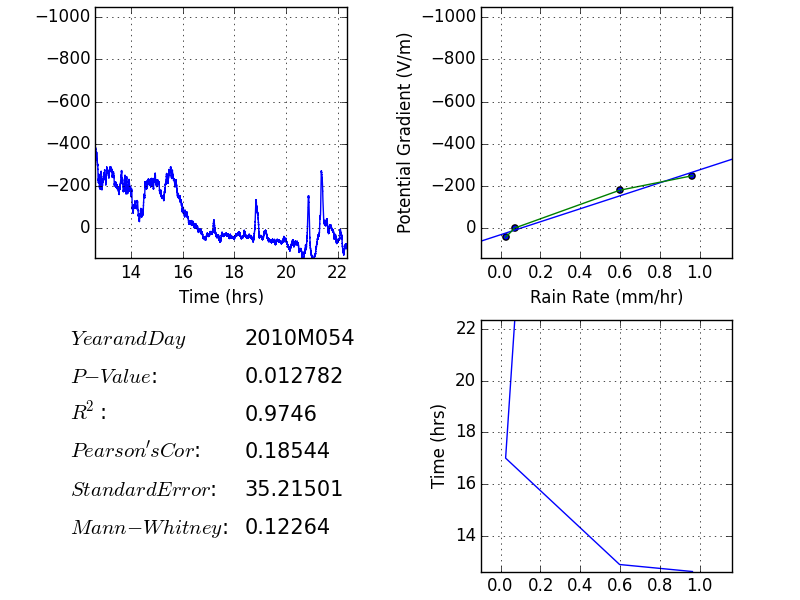 −1000
−800
−600
−400
−200
0
14 16 18 20 22
Time (hrs)
Potential Gradient (V/m)
−1000
−800
−600
−400
−200
0
0.0 0.2 0.4 0.6 0.8 1.0
Rain Rate (mm/hr)
YearandDay 2010M054
P−Value: 0.012782
R²: 0.9746
Pearson′sCor: 0.18544
StandardError: 35.21501
Mann−Whitney: 0.12264
Time (hrs)
22
20
18
16
14
0.0 0.2 0.4 0.6 0.8 1.0